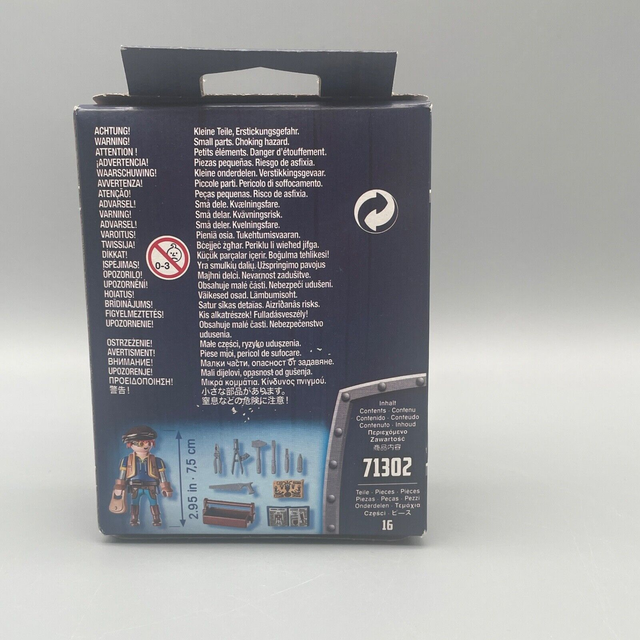 ACHTUNG! Kleine Teile, Erstickungsgefahr.
WARNING! Small parts. Choking hazard.
ATTENTION ! Petits éléments. Danger d'étouffement.
¡ADVERTENCIA! Piezas pequeñas. Riesgo de asfixia.
WAARSCHUWING! Kleine onderdelen. Verstikkingsgevaar.
AVVERTENZA! Piccole parti. Pericolo di soffocamento.
ATENÇÃO! Peças pequenas. Risco de asfixia.
ADVARSEL! Små dele. Kvælningsfare.
VARNING! Små delar. Kvävningsrisk.
ADVARSEL! Små deler. Kvelningsfare.
VAROITUS! Pieniä osia. Tukehtumisvaaran.
TWISSIJA! Bċejjeċ żgħar. Periklu li wieħed jifga.
DIKKAT! Küçük parçalar içerir. Boğulma tehlikesi!
ISPEJIMAS! Yra smulkių dalių. Užspringimo pavojus
OPOZORILO! Majhni delci. Nevarnost zadušitve.
UPOZORNĚNÍ! Obsahuje malé části. Nebezpečí udušení.
HOIATUS! Väikesed osad. Lämbumisoht.
BRĪDINĀJUMS! Satur sīkas detaļas. Aizrīšanās risks.
FIGYELMEZTETÉS! Kis alkatrészek! Fulladásveszély!
UPOZORNENIE! Obsahuje malé časti. Nebezpečenstvo
udusenia.
OSTRZEŻENIE! Małe części, ryzyko uduszenia.
AVERTISMENT! Piese mici, pericol de sufocare.
ВНИМАНИЕ! Малки части, опасност от задавяне.
UPOZORENJE! Mali dijelovi, opasnost od gušenja.
ΠΡΟΕΙΔΟΠΟΙΗΣΗ! Μικρά κομμάτια. Κίνδυνος πνιγμού.
警告! 小さな部品があります。
窒息などの危険に注意!
0-3
Inhalt
Contents · Contenu
Contenido · Conteúdo
Contenuto · Inhoud
Περιεχόμενο
Zawartość
商品内容
71302
Teile · Pieces · Pièces
Piezas · Peças · Pezzi
Onderdelen · Τεμάχια
Części · ピース
16
2,95 in · 7,5 cm